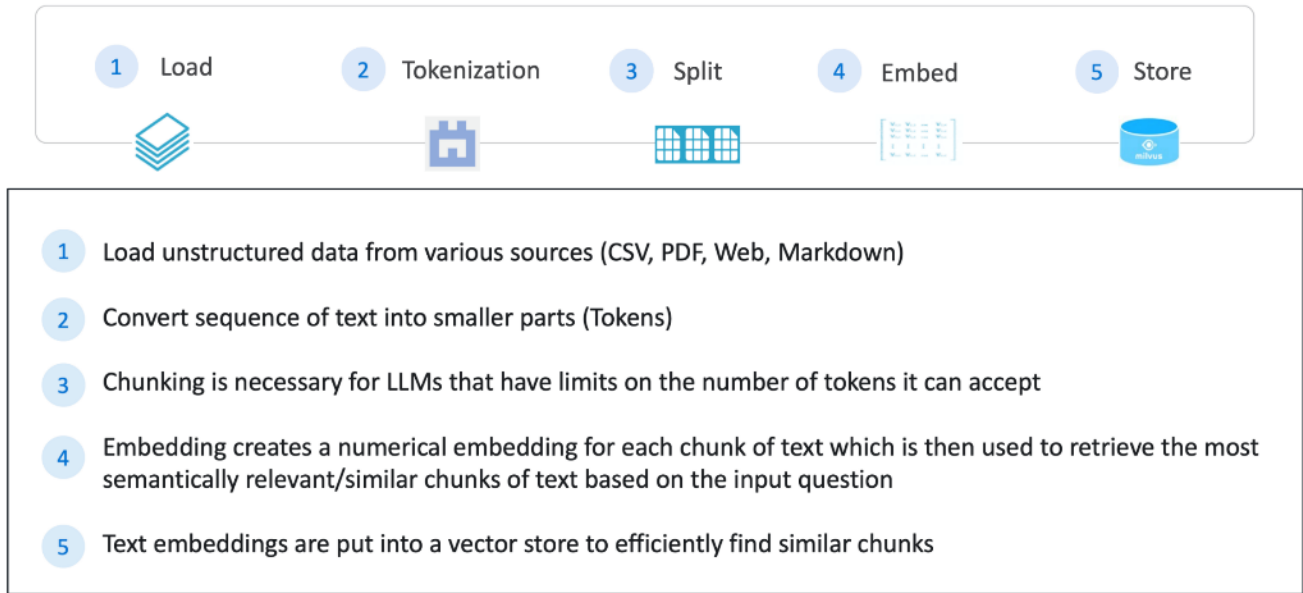 1 Load
2 Tokenization
3 Split
4 Embed
5 Store
milvus
1 Load unstructured data from various sources (CSV, PDF, Web, Markdown)
2 Convert sequence of text into smaller parts (Tokens)
3 Chunking is necessary for LLMs that have limits on the number of tokens it can accept
4 Embedding creates a numerical embedding for each chunk of text which is then used to retrieve the most
semantically relevant/similar chunks of text based on the input question
5 Text embeddings are put into a vector store to efficiently find similar chunks